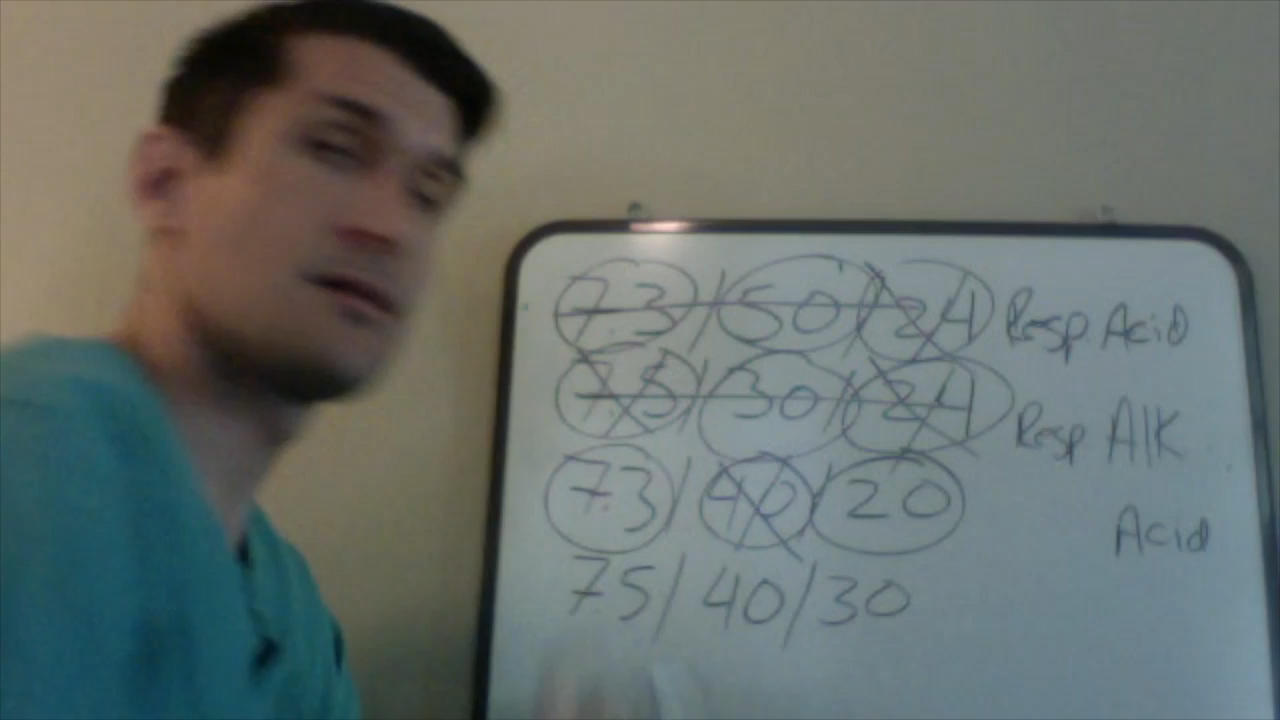 7.3/50/24 Resp Acid
7.5/30/24 Resp Alk
7.3/40/20 Acid
7.5/40/30